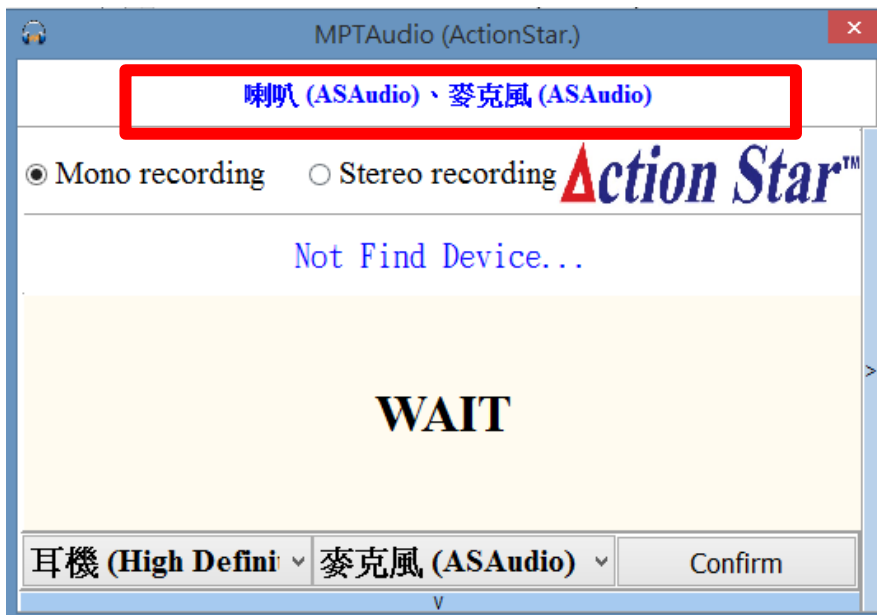 MPTAudio (ActionStar.)
喇叭 (ASAudio)、麥克風 (ASAudio)
Mono recording Stereo recording Action Star™
Not Find Device...
WAIT
耳機 (High Defini 麥克風 (ASAudio) Confirm